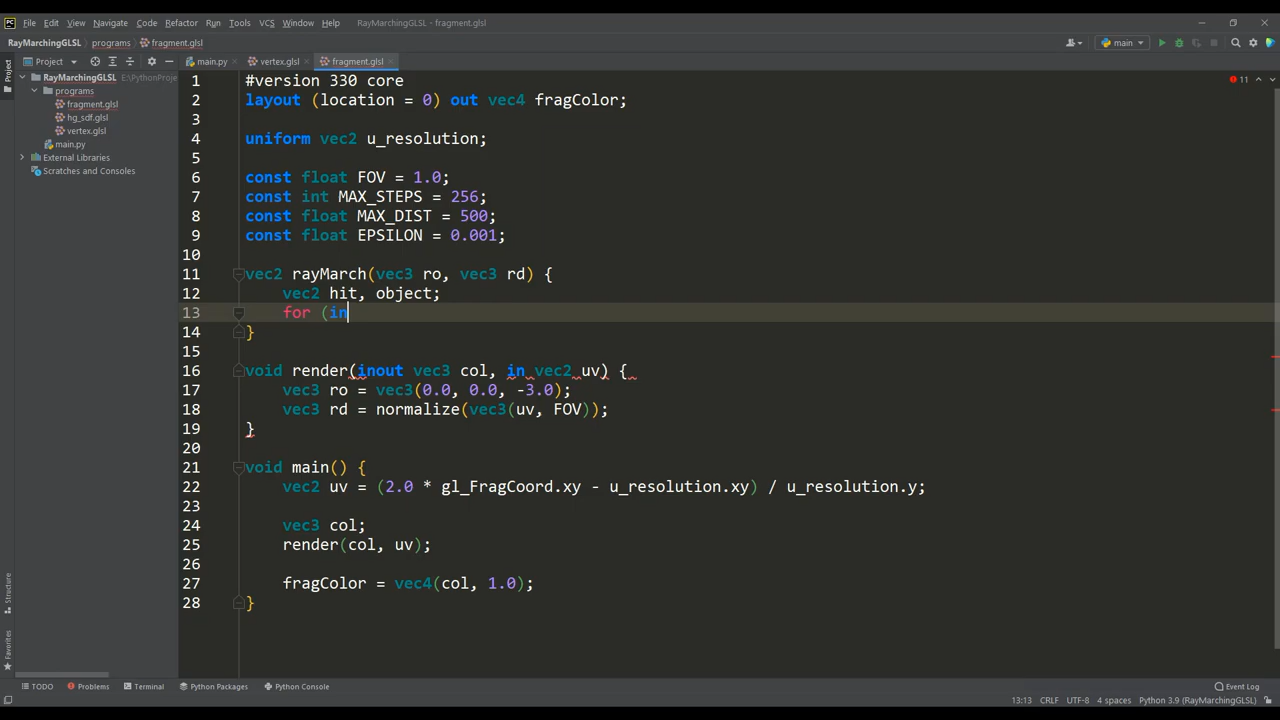 PC File Edit View Navigate Code Refactor Run Tools VCS Window Help RayMarchingGLSL - fragment.glsl
RayMarchingGLSL programs fragment.glsl main
Project main.py vertex.glsl fragment.glsl
Project
RayMarchingGLSL E:\PythonProje
programs
fragment.glsl
hg_sdf.glsl
vertex.glsl
main.py
External Libraries
Scratches and Consoles
11
1 #version 330 core
2 layout (location = 0) out vec4 fragColor;
3
4 uniform vec2 u_resolution;
5
6 const float FOV = 1.0;
7 const int MAX_STEPS = 256;
8 const float MAX_DIST = 500;
9 const float EPSILON = 0.001;
10
11 vec2 rayMarch(vec3 ro, vec3 rd) {
12     vec2 hit, object;
13     for (in
14 }
15
16 void render(inout vec3 col, in vec2 uv) {
17     vec3 ro = vec3(0.0, 0.0, -3.0);
18     vec3 rd = normalize(vec3(uv, FOV));
19 }
20
21 void main() {
22     vec2 uv = (2.0 * gl_FragCoord.xy - u_resolution.xy) / u_resolution.y;
23
24     vec3 col;
25     render(col, uv);
26
27     fragColor = vec4(col, 1.0);
28 }
Structure
Favorites
TODO Problems Terminal Python Packages Python Console Event Log
13:13 CRLF UTF-8 4 spaces Python 3.9 (RayMarchingGLSL)